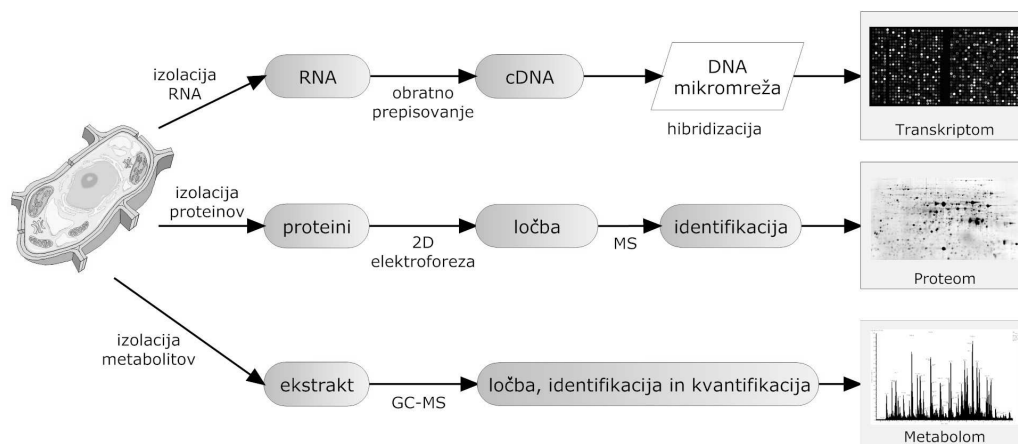 izolacija
RNA
RNA
obratno
prepisovanje
cDNA
DNA
mikromreža
hibridizacija
Transkriptom
izolacija
proteinov
proteini
2D
elektroforeza
ločba
MS
identifikacija
Proteom
izolacija
metabolitov
ekstrakt
GC-MS
ločba, identifikacija in kvantifikacija
Metabolom